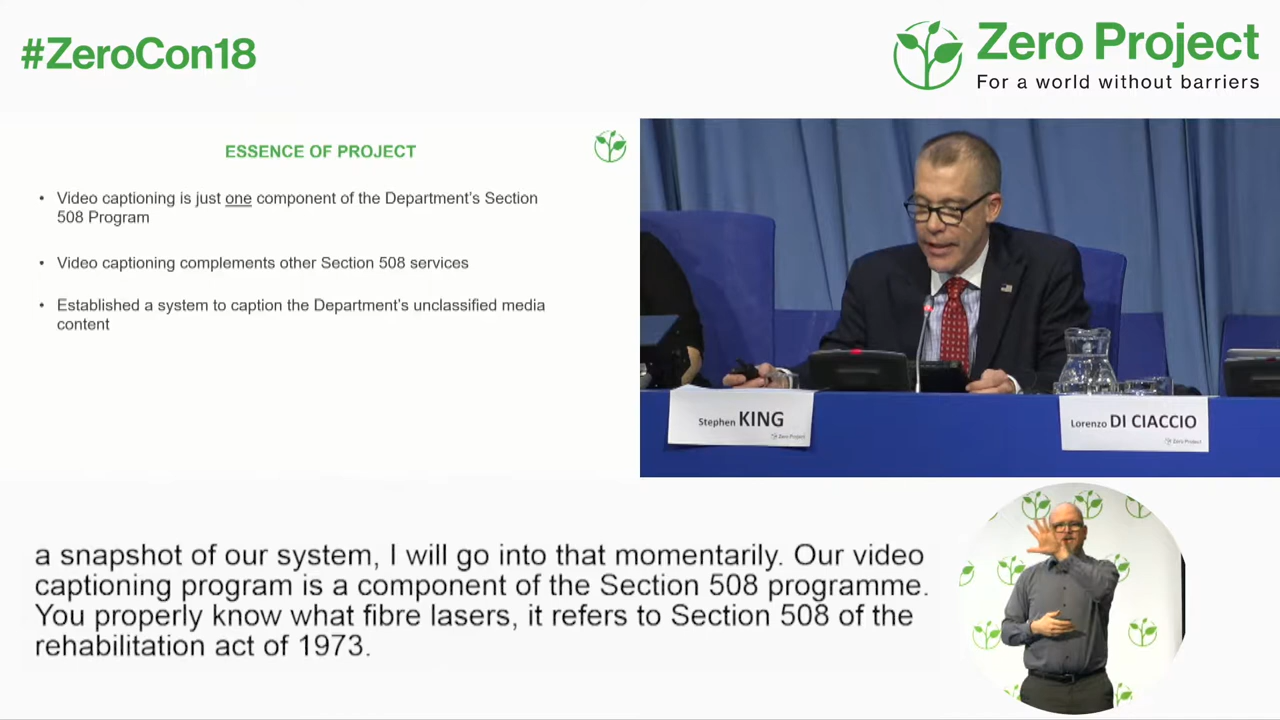 #ZeroCon18
Zero Project
For a world without barriers
ESSENCE OF PROJECT
• Video captioning is just one component of the Department's Section
508 Program
• Video captioning complements other Section 508 services
• Established a system to caption the Department's unclassified media
content
Stephen KING
Zero Project
Lorenzo DI CIACCIO
Zero Project
a snapshot of our system, I will go into that momentarily. Our video
captioning program is a component of the Section 508 programme.
You properly know what fibre lasers, it refers to Section 508 of the
rehabilitation act of 1973.